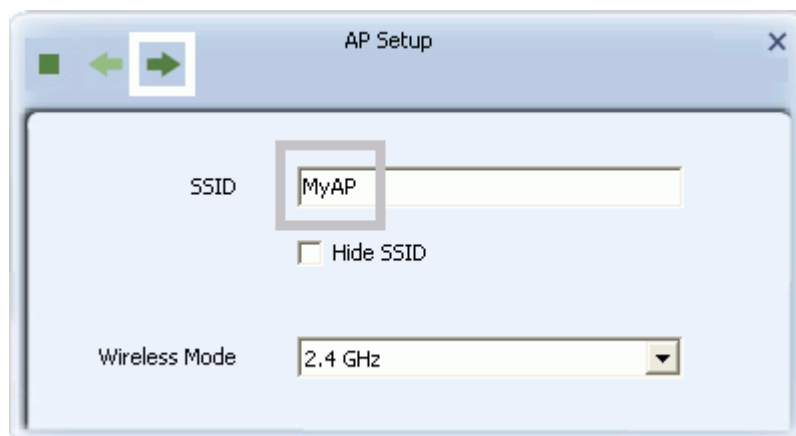 AP Setup
SSID
MyAP
Hide SSID
Wireless Mode
2.4 GHz